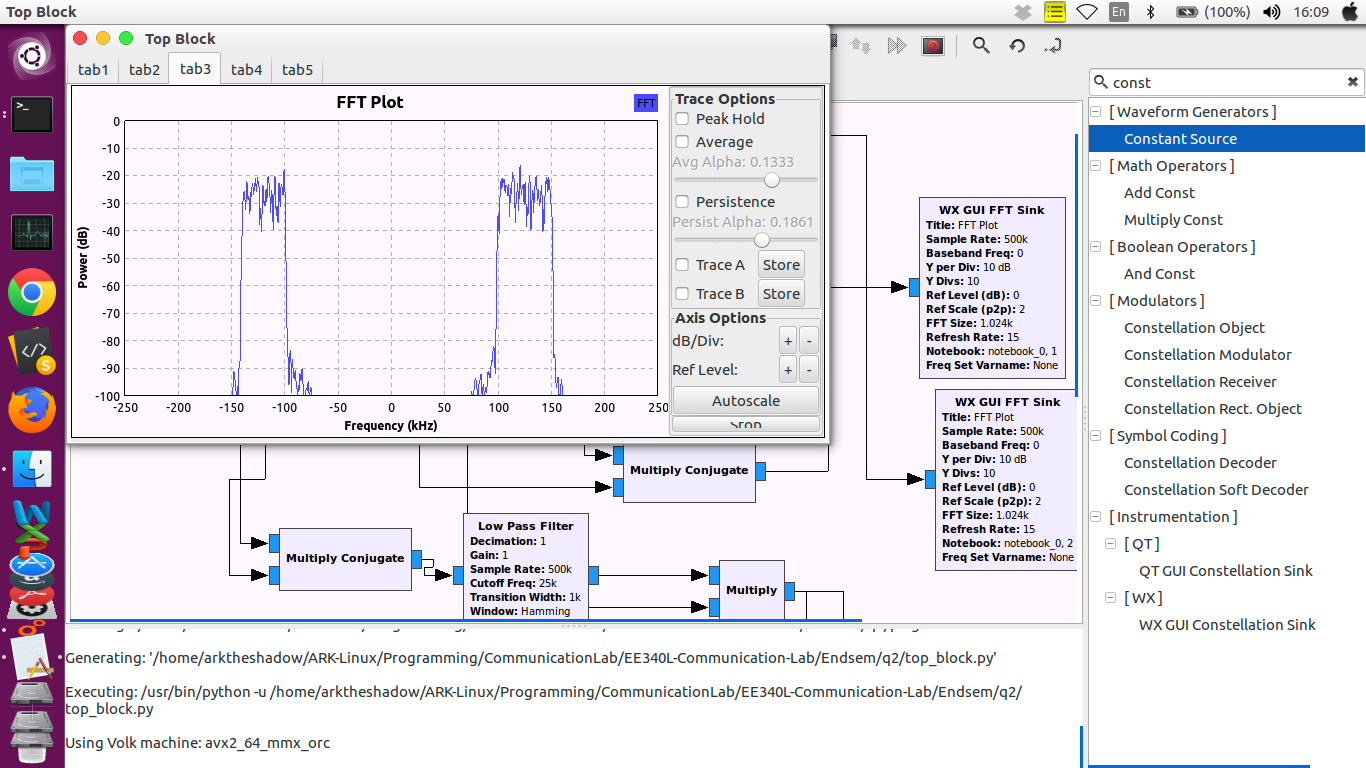 Top Block
En
(100%)
16:09
Top Block
tab1
tab2
tab3
tab4
tab5
FFT Plot
FFT
0
-10
-20
-30
-40
-50
-60
-70
-80
-90
-100
Power (dB)
-250
-200
-150
-100
-50
0
50
100
150
200
250
Frequency (kHz)
Trace Options
Peak Hold
Average
Avg Alpha: 0.1333
Persistence
Persist Alpha: 0.1861
Trace A
Store
Trace B
Store
Axis Options
dB/Div:
+
-
Ref Level:
+
-
Autoscale
Stop
WX GUI FFT Sink
Title: FFT Plot
Sample Rate: 500k
Baseband Freq: 0
Y per Div: 10 dB
Y Divs: 10
Ref Level (dB): 0
Ref Scale (p2p): 2
FFT Size: 1.024k
Refresh Rate: 15
Notebook: notebook_0, 1
Freq Set Varname: None
WX GUI FFT Sink
Title: FFT Plot
Sample Rate: 500k
Baseband Freq: 0
Y per Div: 10 dB
Y Divs: 10
Ref Level (dB): 0
Ref Scale (p2p): 2
FFT Size: 1.024k
Refresh Rate: 15
Notebook: notebook_0, 2
Freq Set Varname: None
Multiply Conjugate
Multiply Conjugate
Low Pass Filter
Decimation: 1
Gain: 1
Sample Rate: 500k
Cutoff Freq: 25k
Transition Width: 1k
Window: Hamming
Multiply
Generating: '/home/arktheshadow/ARK-Linux/Programming/CommunicationLab/EE340L-Communication-Lab/Endsem/q2/top_block.py'
Executing: /usr/bin/python -u /home/arktheshadow/ARK-Linux/Programming/CommunicationLab/EE340L-Communication-Lab/Endsem/q2/
top_block.py
Using Volk machine: avx2_64_mmx_orc
const
[ Waveform Generators ]
Constant Source
[ Math Operators ]
Add Const
Multiply Const
[ Boolean Operators ]
And Const
[ Modulators ]
Constellation Object
Constellation Modulator
Constellation Receiver
Constellation Rect. Object
[ Symbol Coding ]
Constellation Decoder
Constellation Soft Decoder
[ Instrumentation ]
[ QT ]
QT GUI Constellation Sink
[ WX ]
WX GUI Constellation Sink